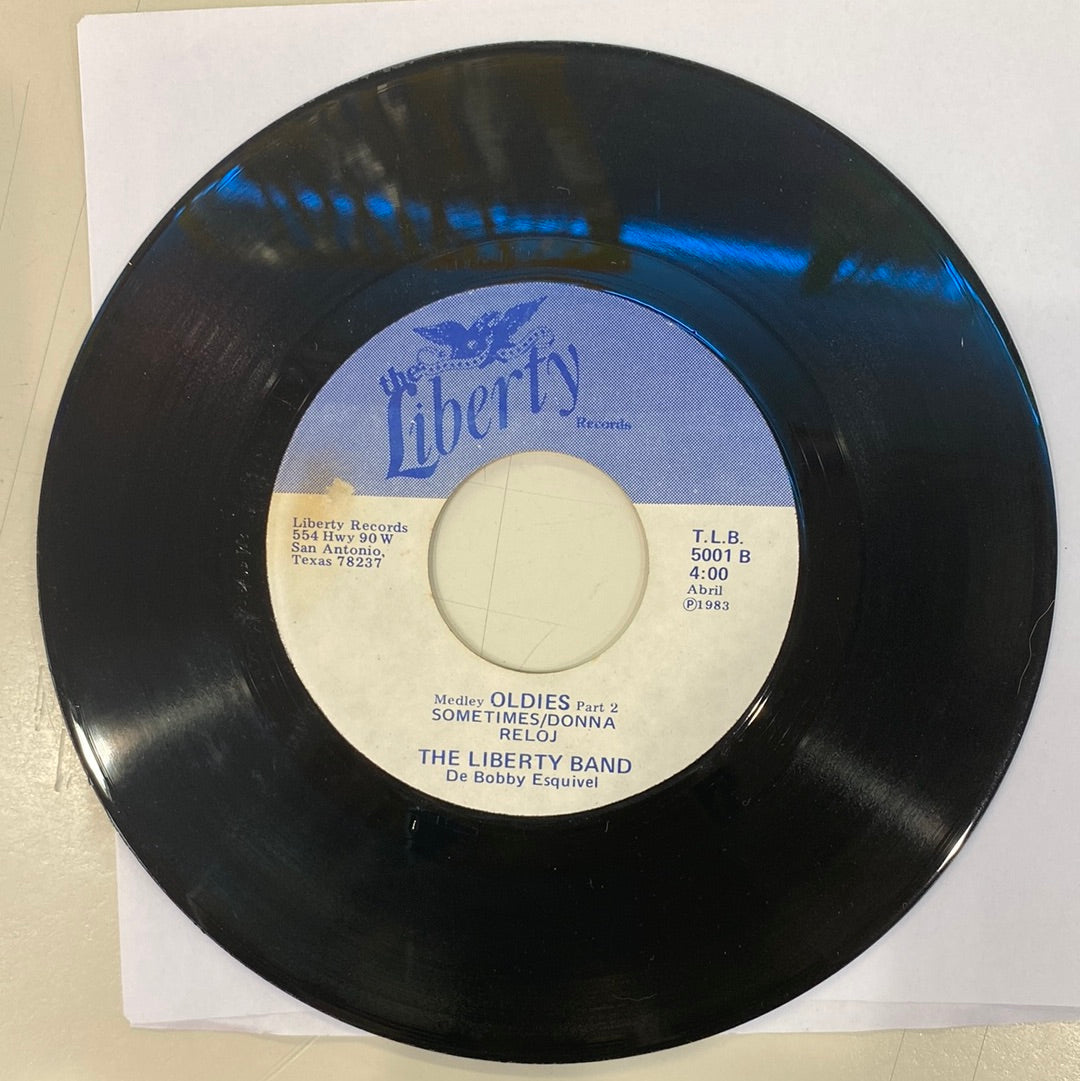 the
Liberty
Records
Liberty Records
554 Hwy 90 W
San Antonio,
Texas 78237
T.L.B.
5001 B
4:00
Abril
Ⓟ1983
Medley OLDIES Part 2
SOMETIMES/DONNA
RELOJ
THE LIBERTY BAND
De Bobby Esquivel